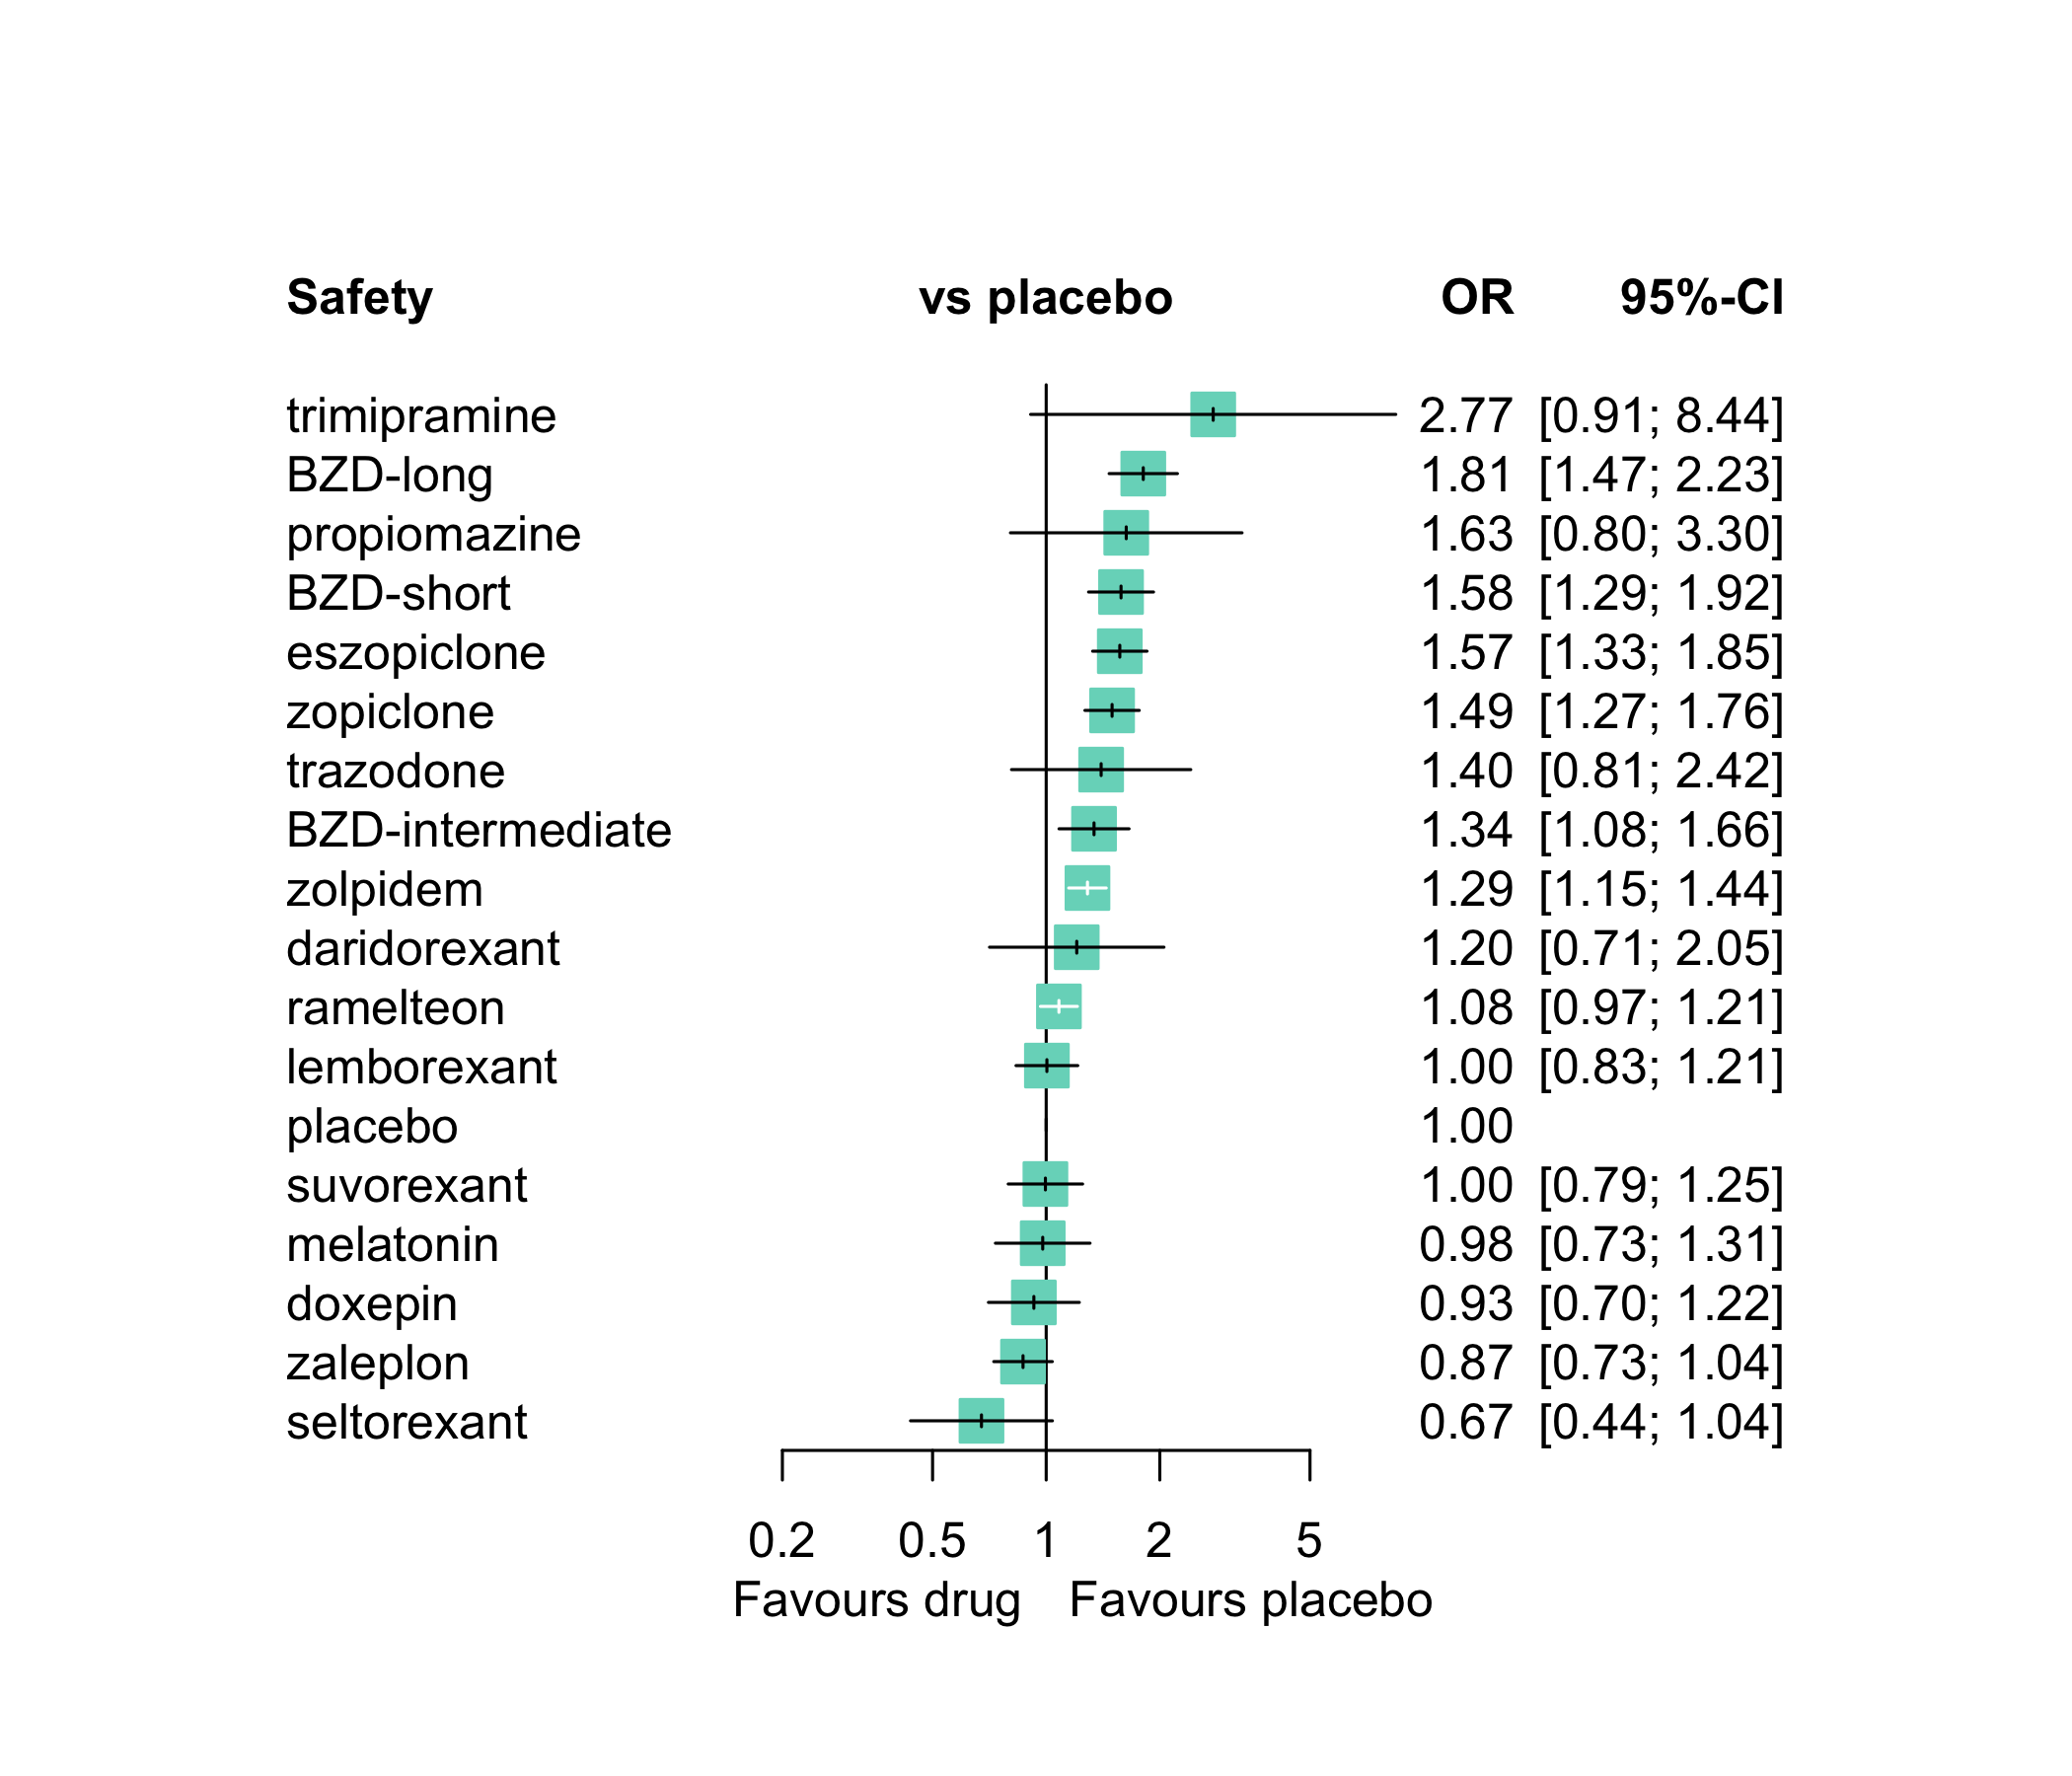 Safety vs placebo OR 95%-CI
trimipramine 2.77 [0.91; 8.44]
BZD-long 1.81 [1.47; 2.23]
propiomazine 1.63 [0.80; 3.30]
BZD-short 1.58 [1.29; 1.92]
eszopiclone 1.57 [1.33; 1.85]
zopiclone 1.49 [1.27; 1.76]
trazodone 1.40 [0.81; 2.42]
BZD-intermediate 1.34 [1.08; 1.66]
zolpidem 1.29 [1.15; 1.44]
daridorexant 1.20 [0.71; 2.05]
ramelteon 1.08 [0.97; 1.21]
lemborexant 1.00 [0.83; 1.21]
placebo 1.00
suvorexant 1.00 [0.79; 1.25]
melatonin 0.98 [0.73; 1.31]
doxepin 0.93 [0.70; 1.22]
zaleplon 0.87 [0.73; 1.04]
seltorexant 0.67 [0.44; 1.04]
0.2 0.5 1 2 5
Favours drug Favours placebo